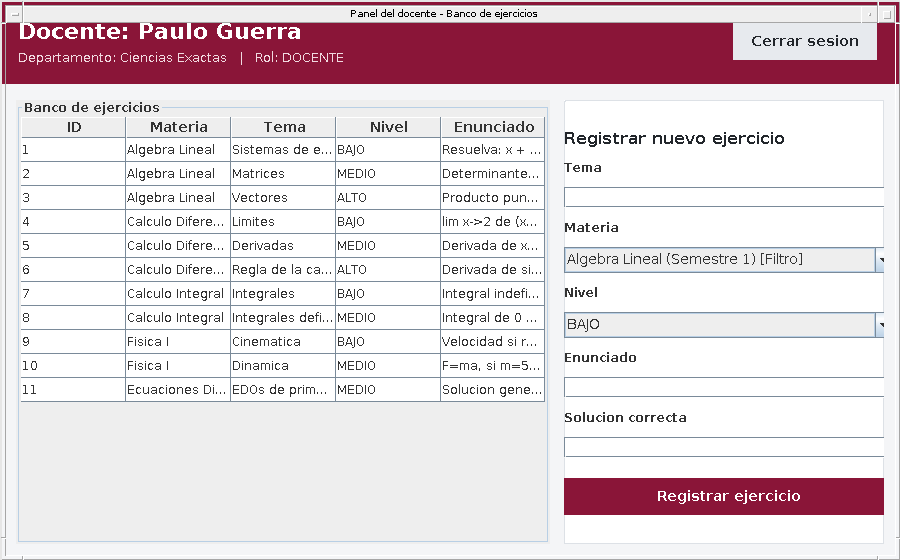 Panel del docente - Banco de ejercicios
Docente: Paulo Guerra
Departamento: Ciencias Exactas | Rol: DOCENTE
Cerrar sesion
Banco de ejercicios
ID Materia Tema Nivel Enunciado
1 Algebra Lineal Sistemas de e... BAJO Resuelva: x + ...
2 Algebra Lineal Matrices MEDIO Determinante...
3 Algebra Lineal Vectores ALTO Producto pun...
4 Calculo Difere... Limites BAJO lim x->2 de (x...
5 Calculo Difere... Derivadas MEDIO Derivada de x...
6 Calculo Difere... Regla de la ca... ALTO Derivada de si...
7 Calculo Integral Integrales BAJO Integral indefi...
8 Calculo Integral Integrales defi... MEDIO Integral de 0 ...
9 Fisica I Cinematica BAJO Velocidad si r...
10 Fisica I Dinamica MEDIO F=ma, si m=5...
11 Ecuaciones Di... EDOs de prim... MEDIO Solucion gene...
Registrar nuevo ejercicio
Tema
Materia
Algebra Lineal (Semestre 1) [Filtro]
Nivel
BAJO
Enunciado
Solucion correcta
Registrar ejercicio